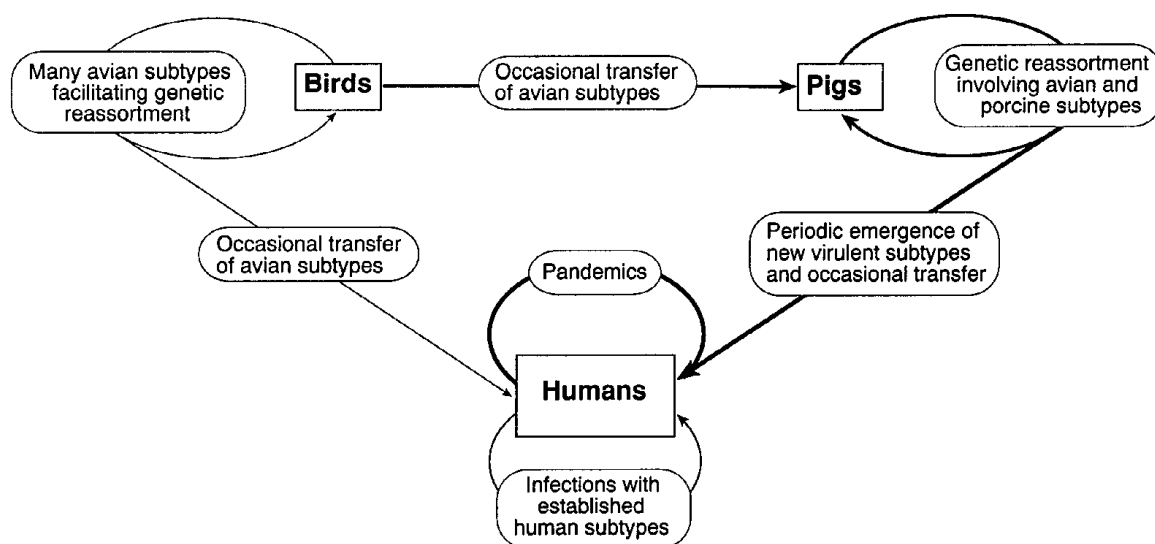 Many avian subtypes
facilitating genetic
reassortment
Birds
Occasional transfer
of avian subtypes
Pigs
Genetic reassortment
involving avian and
porcine subtypes
Occasional transfer
of avian subtypes
Periodic emergence of
new virulent subtypes
and occasional transfer
Pandemics
Humans
Infections with
established
human subtypes